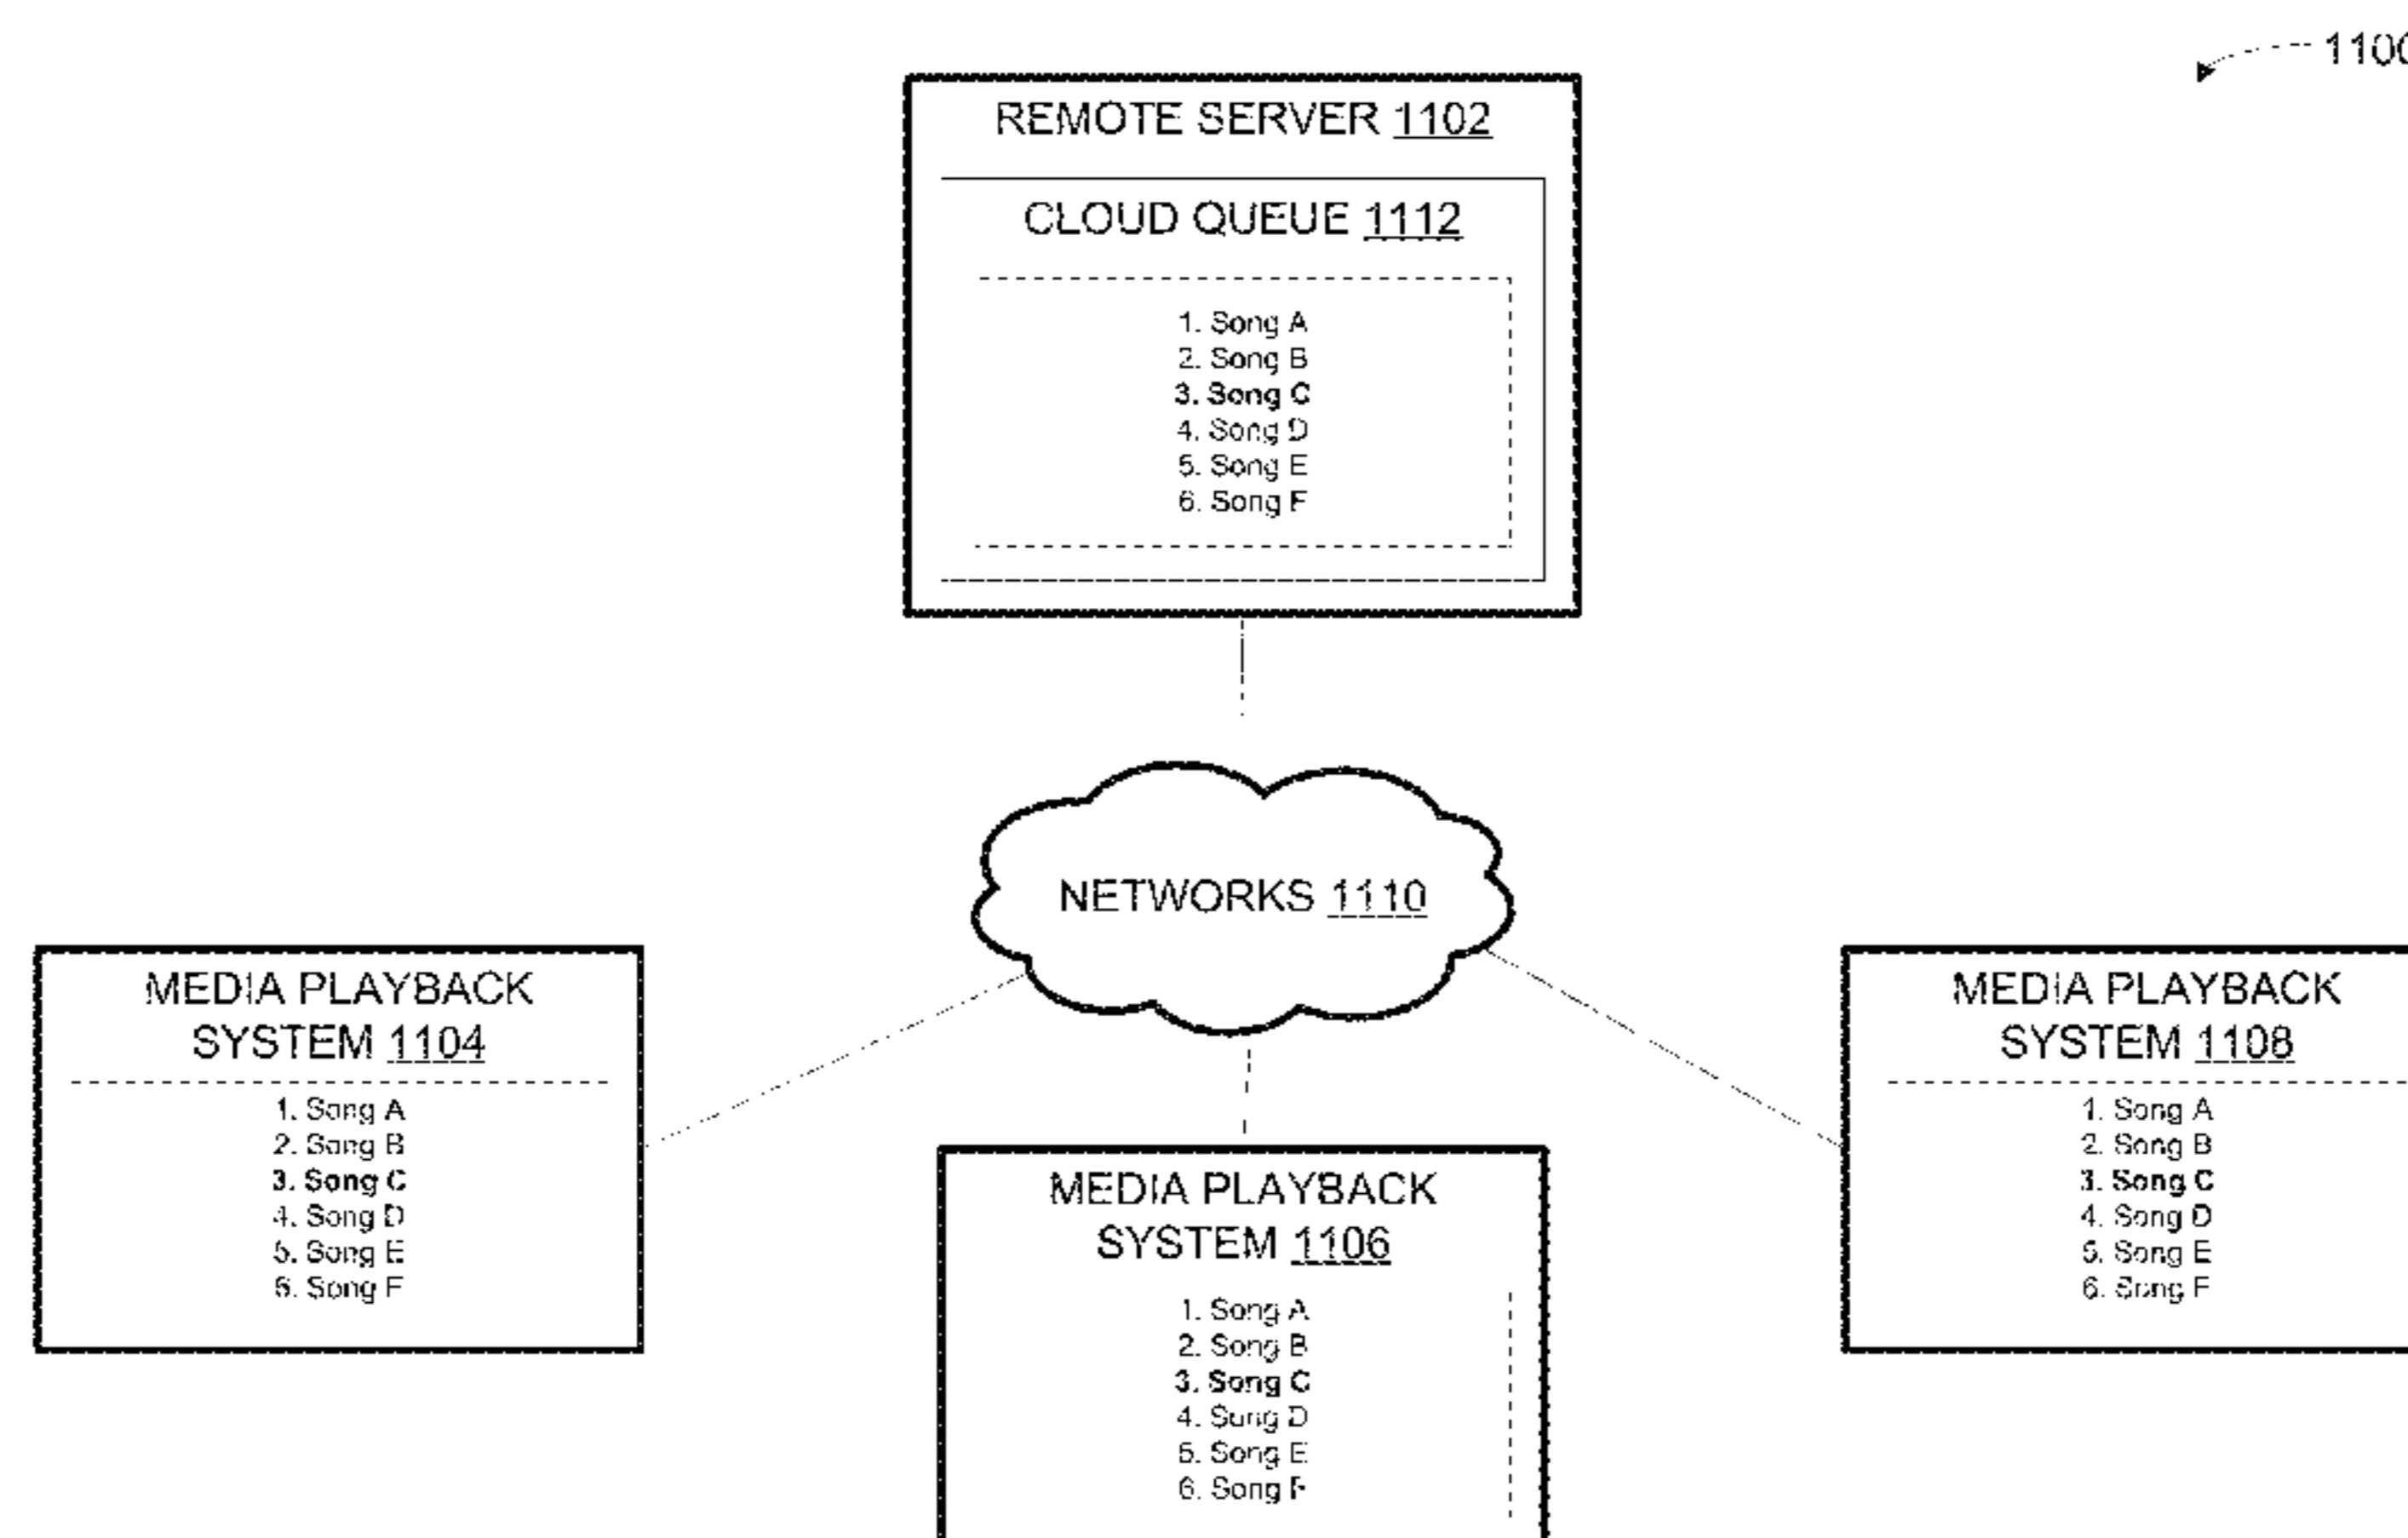 1100
REMOTE SERVER 1102
CLOUD QUEUE 1112
1. Song A
2. Song B
3. Song C
4. Song D
5. Song E
6. Song F
NETWORKS 1110
MEDIA PLAYBACK
SYSTEM 1104
1. Song A
2. Song B
3. Song C
4. Song D
5. Song E
6. Song F
MEDIA PLAYBACK
SYSTEM 1106
1. Song A
2. Song B
3. Song C
4. Song D
5. Song E
6. Song F
MEDIA PLAYBACK
SYSTEM 1108
1. Song A
2. Song B
3. Song C
4. Song D
5. Song E
6. Song F